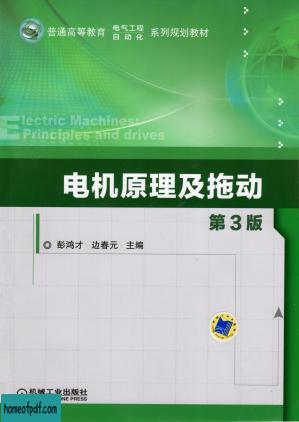 普通高等教育 电气工程 自动化 系列规划教材
Electric Machines:
Principles and drives
电机原理及拖动
第3版
彭鸿才 边春元 主编
机械工业出版社
homeofpdf.com